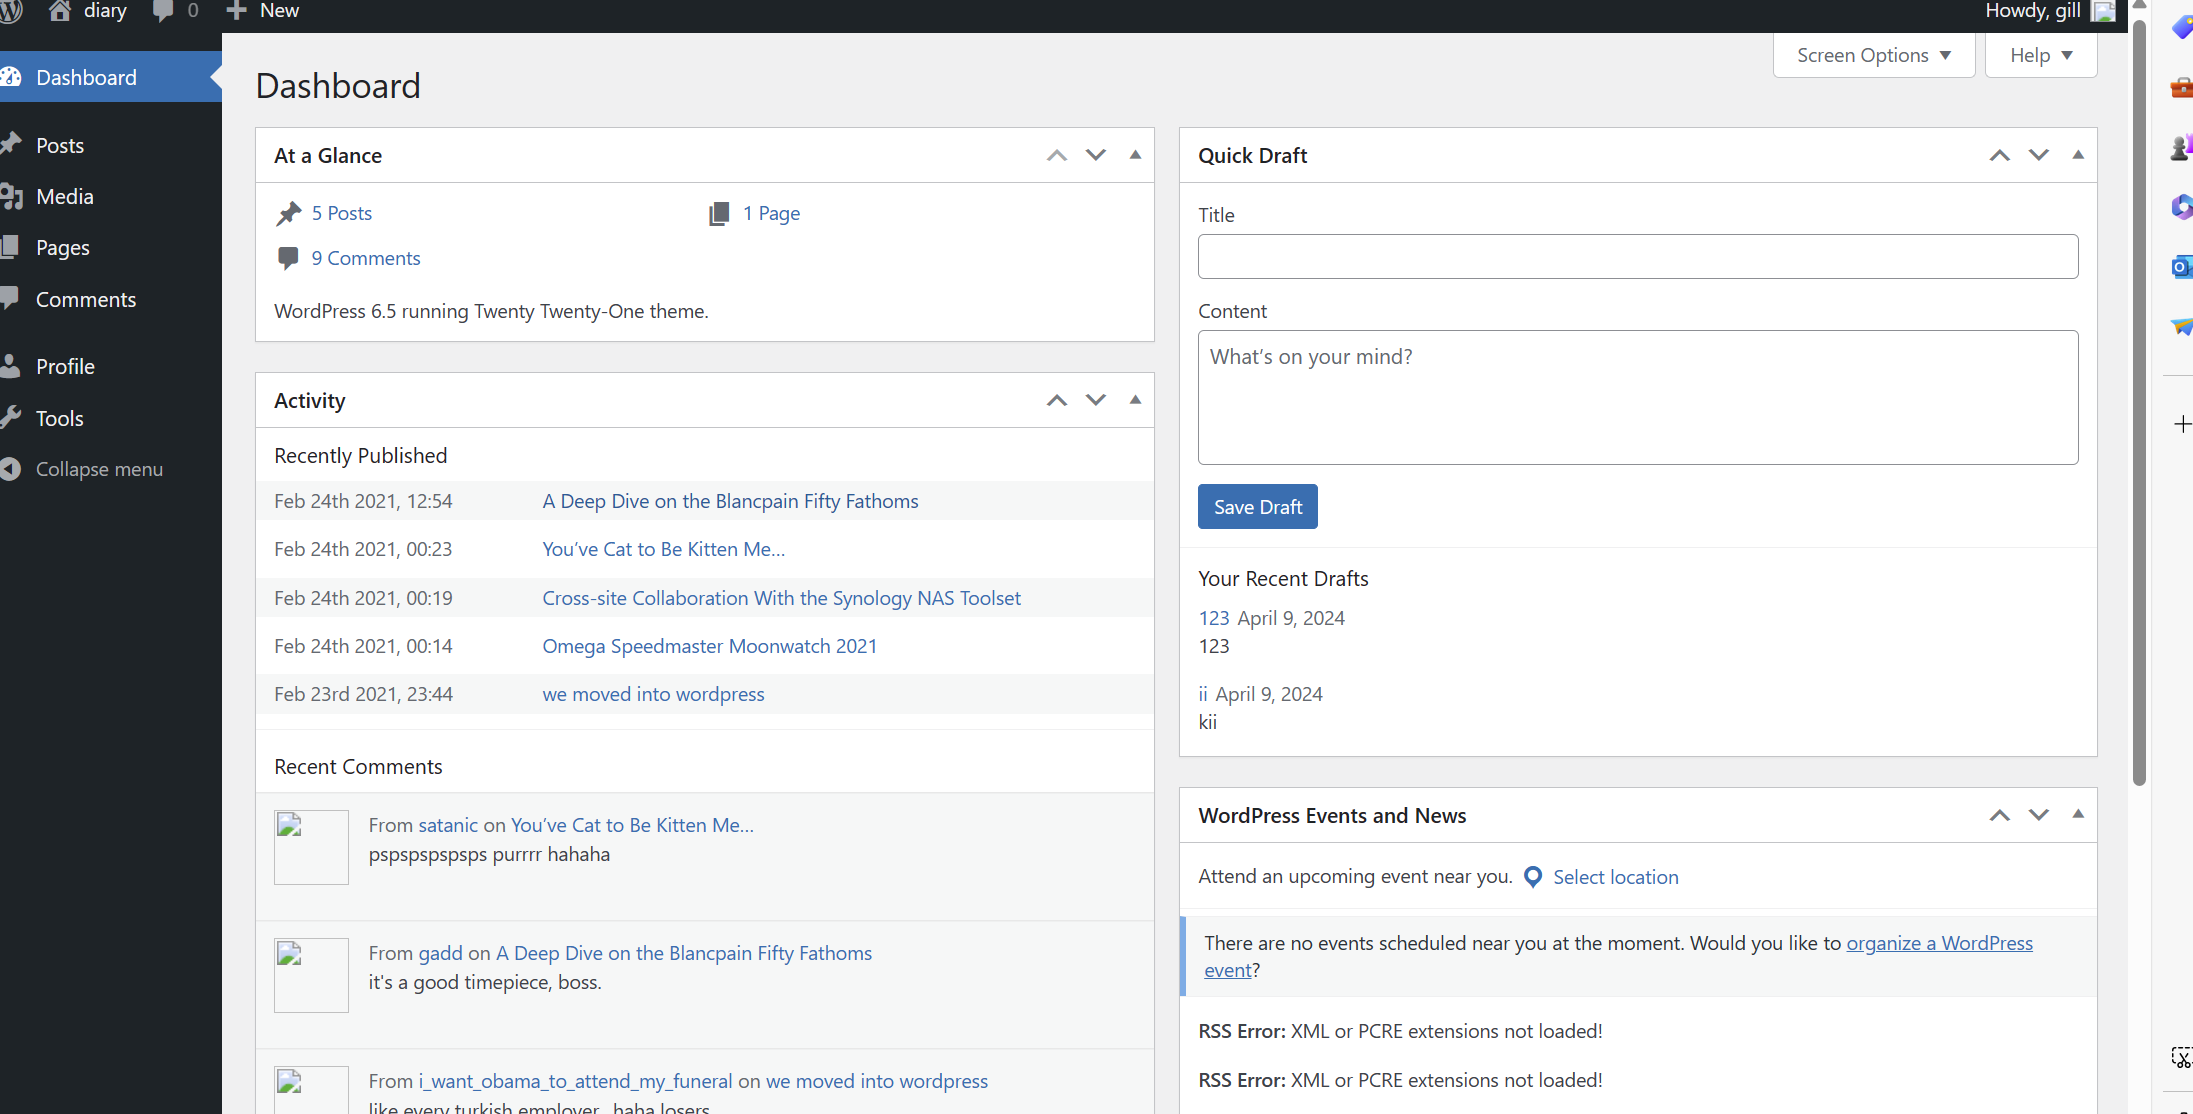 diary 0 New Howdy, gill
Screen Options Help
Dashboard
Posts
Media
Pages
Comments
Profile
Tools
Collapse menu
Dashboard
At a Glance
5 Posts 1 Page
9 Comments
WordPress 6.5 running Twenty Twenty-One theme.
Activity
Recently Published
Feb 24th 2021, 12:54 A Deep Dive on the Blancpain Fifty Fathoms
Feb 24th 2021, 00:23 You’ve Cat to Be Kitten Me…
Feb 24th 2021, 00:19 Cross-site Collaboration With the Synology NAS Toolset
Feb 24th 2021, 00:14 Omega Speedmaster Moonwatch 2021
Feb 23rd 2021, 23:44 we moved into wordpress
Recent Comments
From satanic on You’ve Cat to Be Kitten Me…
pspspspspsps purrrr hahaha
From gadd on A Deep Dive on the Blancpain Fifty Fathoms
it's a good timepiece, boss.
From i_want_obama_to_attend_my_funeral on we moved into wordpress
like every turkish employer.. haha losers
Quick Draft
Title
Content
What’s on your mind?
Save Draft
Your Recent Drafts
123 April 9, 2024
123
ii April 9, 2024
kii
WordPress Events and News
Attend an upcoming event near you. Select location
There are no events scheduled near you at the moment. Would you like to organize a WordPress
event?
RSS Error: XML or PCRE extensions not loaded!
RSS Error: XML or PCRE extensions not loaded!